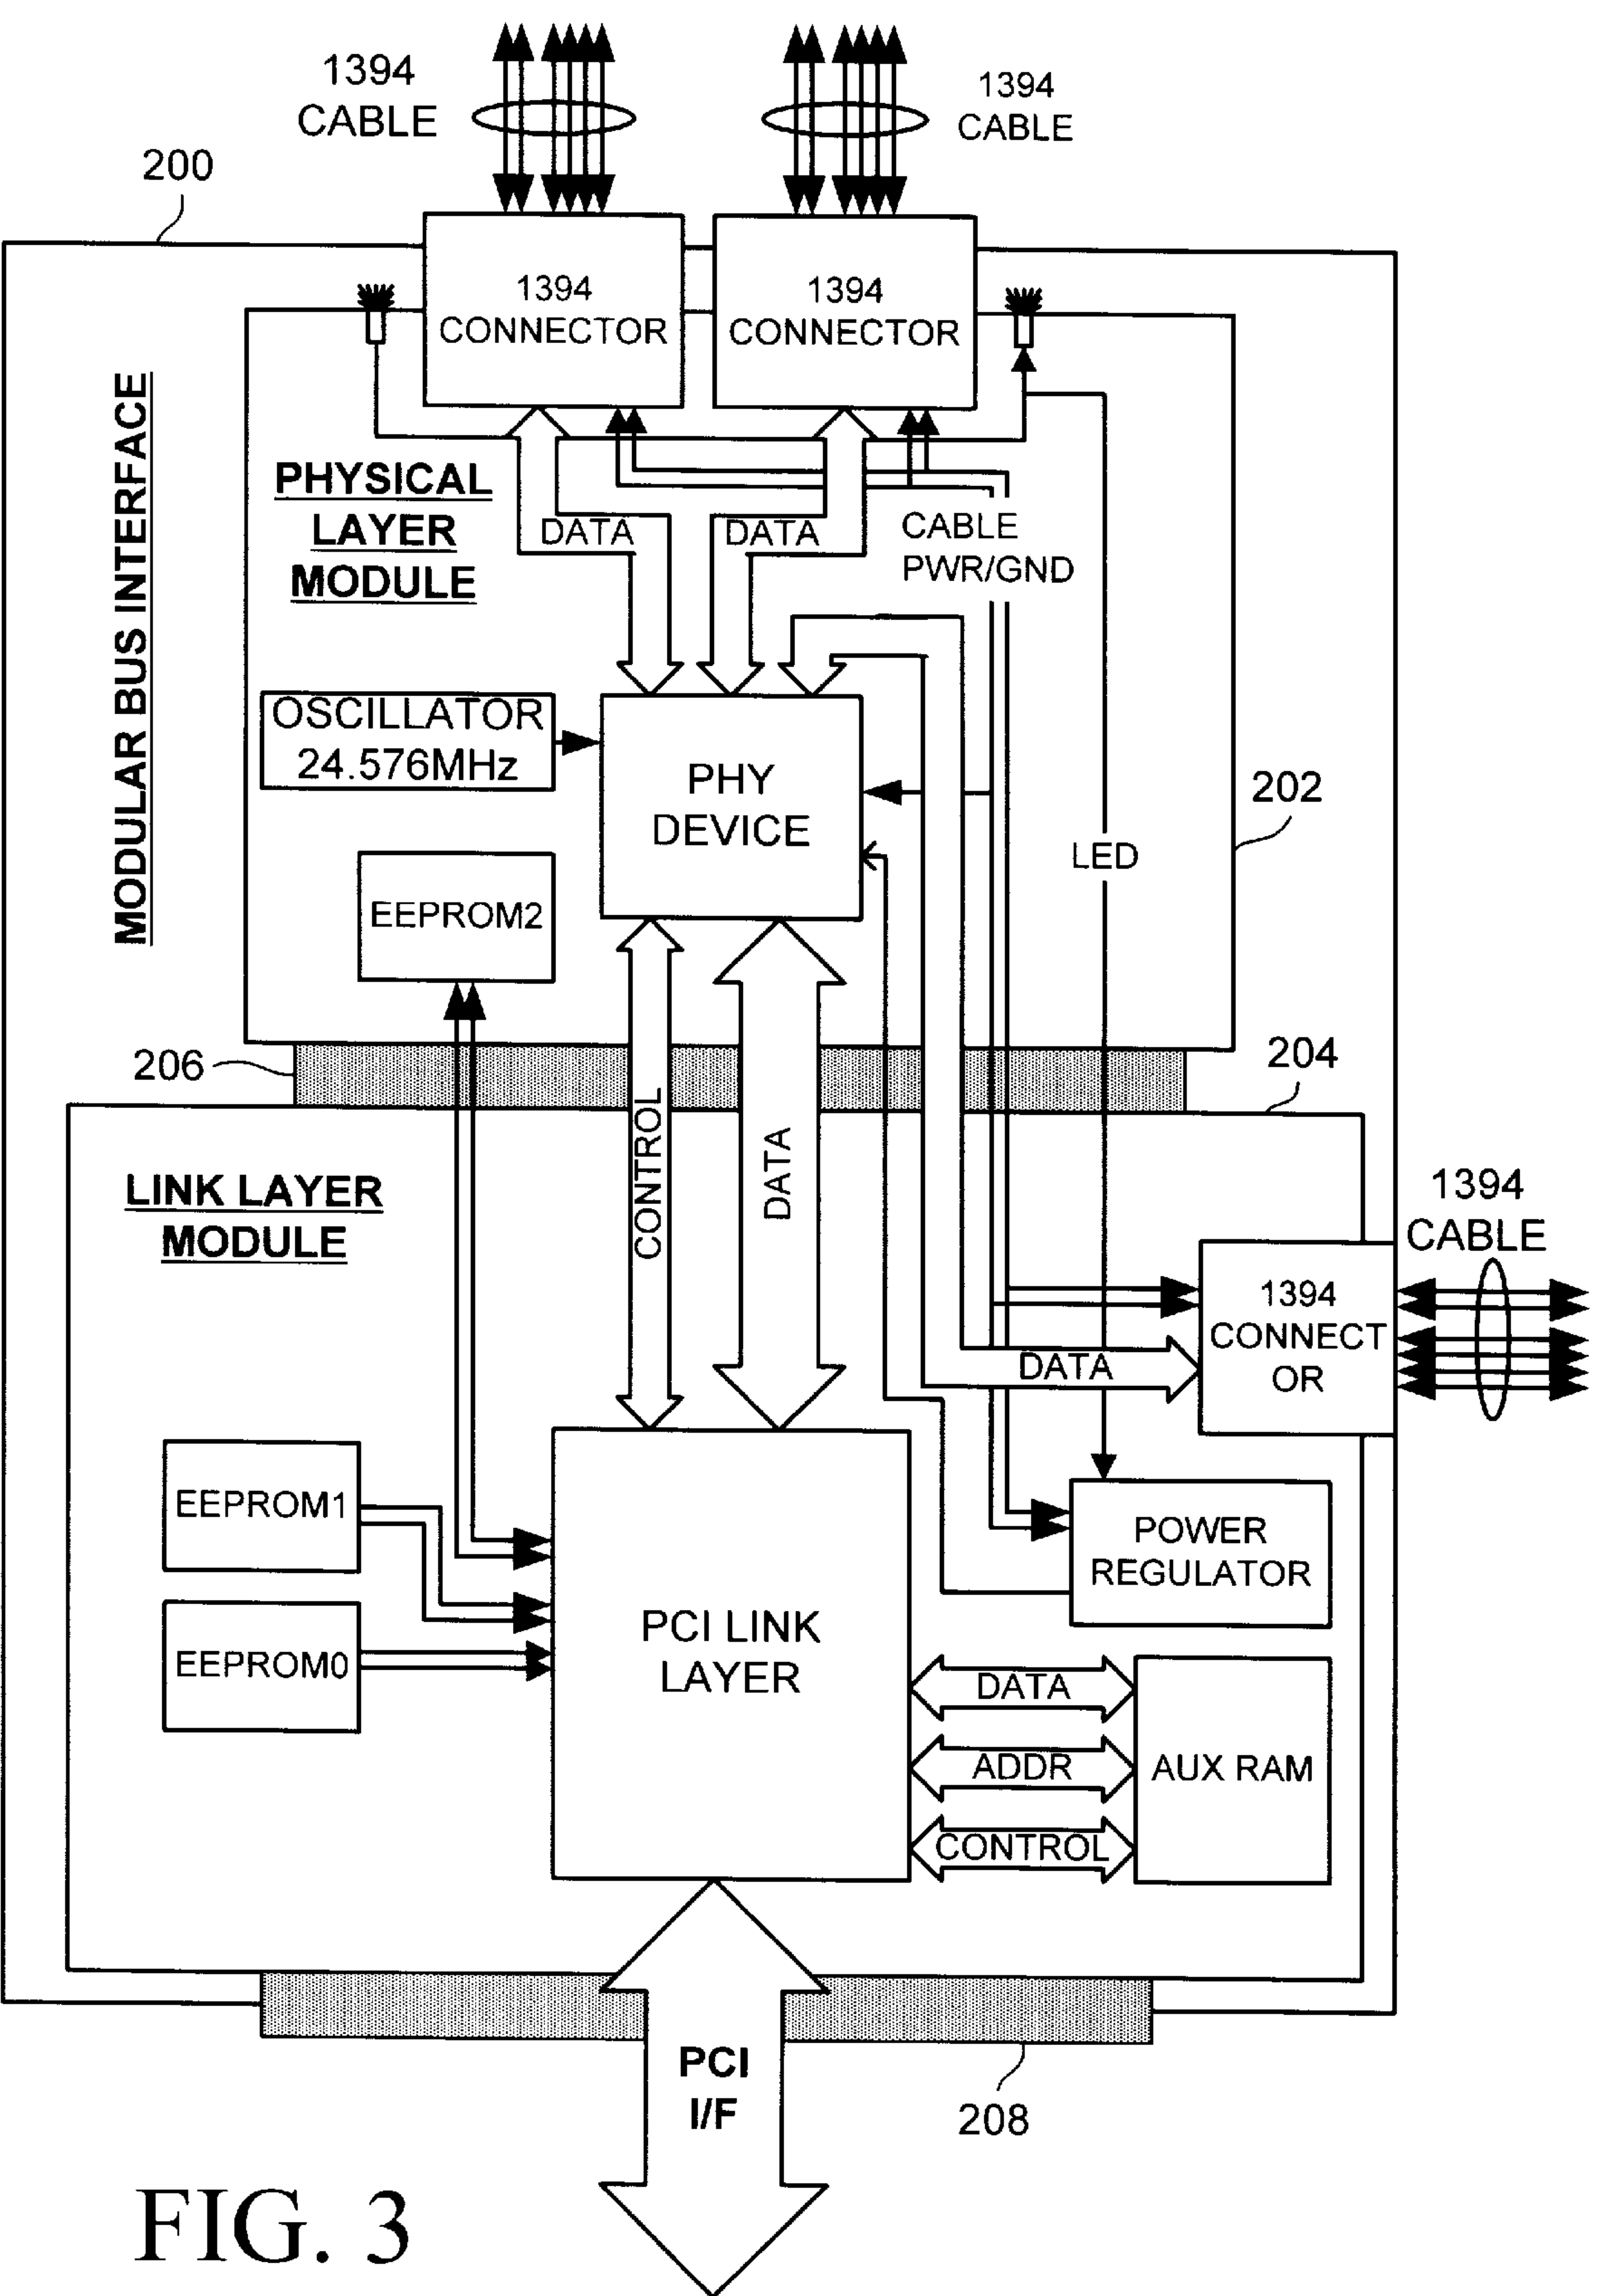 1394
CABLE
1394
CABLE
200
1394
CONNECTOR
1394
CONNECTOR
MODULAR BUS INTERFACE
PHYSICAL
LAYER
MODULE
DATA
DATA
CABLE
PWR/GND
OSCILLATOR
24.576MHz
PHY
DEVICE
202
LED
EEPROM2
206
204
CONTROL
DATA
LINK LAYER
MODULE
1394
CABLE
1394
CONNECT
OR
DATA
EEPROM1
POWER
REGULATOR
EEPROM0
PCI LINK
LAYER
DATA
ADDR
CONTROL
AUX RAM
PCI
I/F
208
FIG. 3